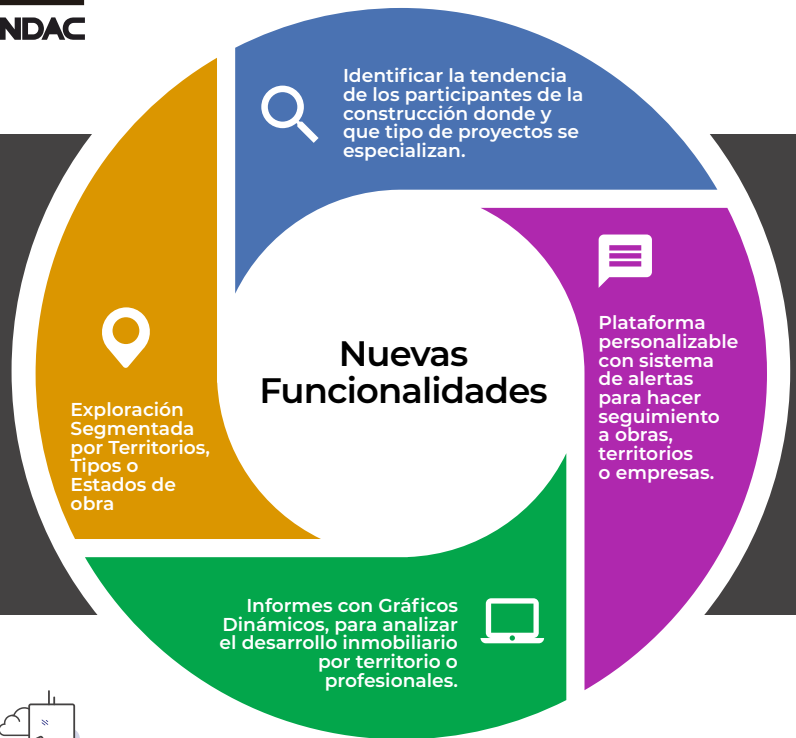 NDAC
Identificar la tendencia
de los participantes de la
construcción donde y
que tipo de proyectos se
especializan.
Plataforma
personalizable
con sistema
de alertas
para hacer
seguimiento
a obras,
territorios
o empresas.
Nuevas
Funcionalidades
Exploración
Segmentada
por Territorios,
Tipos o
Estados de
obra
Informes con Gráficos
Dinámicos, para analizar
el desarrollo inmobiliario
por territorio o
profesionales.